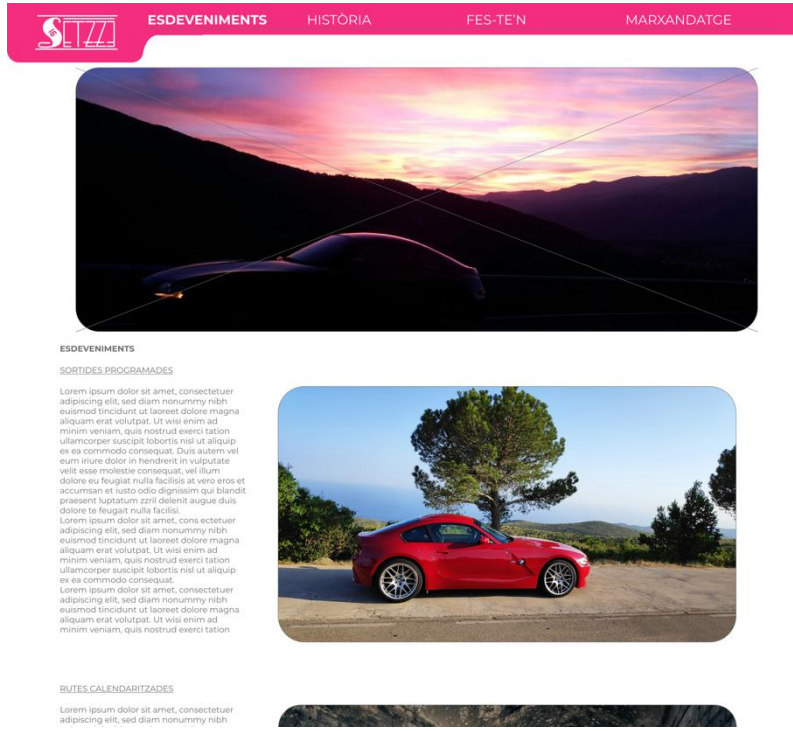 SETZZ
ESDEVENIMENTS
HISTÒRIA
FES-TE'N
MARXANDATGE
ESDEVENIMENTS
SORTIDES PROGRAMADES
Lorem ipsum dolor sit amet, consectetuer
adipiscing elit, sed diam nonummy nibh
euismod tincidunt ut laoreet dolore magna
aliquam erat volutpat. Ut wisi enim ad
minim veniam, quis nostrud exerci tation
ullamcorper suscipit lobortis nisl ut aliquip
ex ea commodo consequat. Duis autem vel
eum iriure dolor in hendrerit in vulputate
velit esse molestie consequat, vel illum
dolore eu feugiat nulla facilisis at vero eros et
accumsan et iusto odio dignissim qui blandit
praesent luptatum zzril delenit augue duis
dolore te feugait nulla facilisi.
Lorem ipsum dolor sit amet, cons ectetuer
adipiscing elit, sed diam nonummy nibh
euismod tincidunt ut laoreet dolore magna
aliquam erat volutpat. Ut wisi enim ad
minim veniam, quis nostrud exerci tation
ullamcorper suscipit lobortis nisl ut aliquip
ex ea commodo consequat.
Lorem ipsum dolor sit amet, consectetuer
adipiscing elit, sed diam nonummy nibh
euismod tincidunt ut laoreet dolore magna
aliquam erat volutpat. Ut wisi enim ad
minim veniam, quis nostrud exerci tation
RUTES CALENDARITZADES
Lorem ipsum dolor sit amet, consectetuer
adipiscing elit, sed diam nonummy nibh